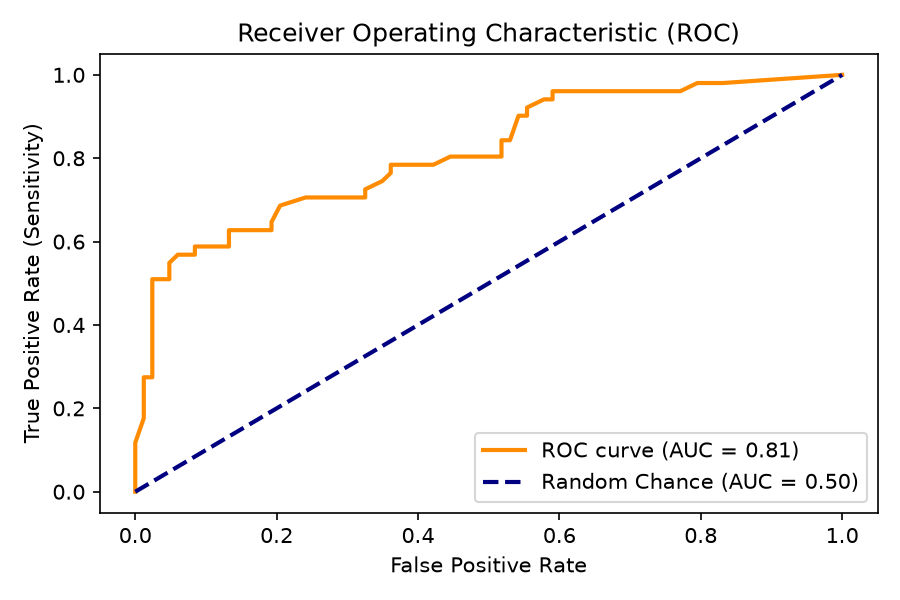 Receiver Operating Characteristic (ROC)
True Positive Rate (Sensitivity)
1.0
0.8
0.6
0.4
0.2
0.0
ROC curve (AUC = 0.81)
Random Chance (AUC = 0.50)
0.0 0.2 0.4 0.6 0.8 1.0
False Positive Rate